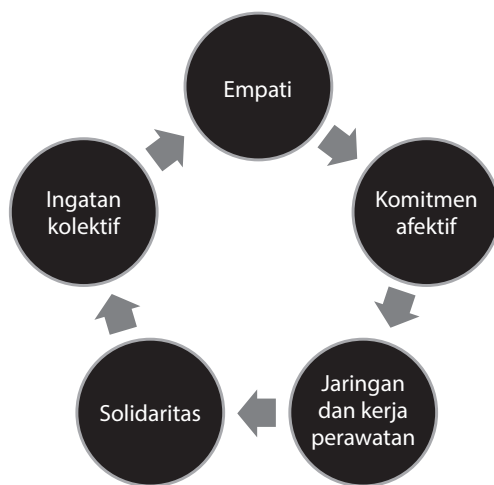 Empati
Komitmen
afektif
Jaringan
dan kerja
perawatan
Solidaritas
Ingatan
kolektif